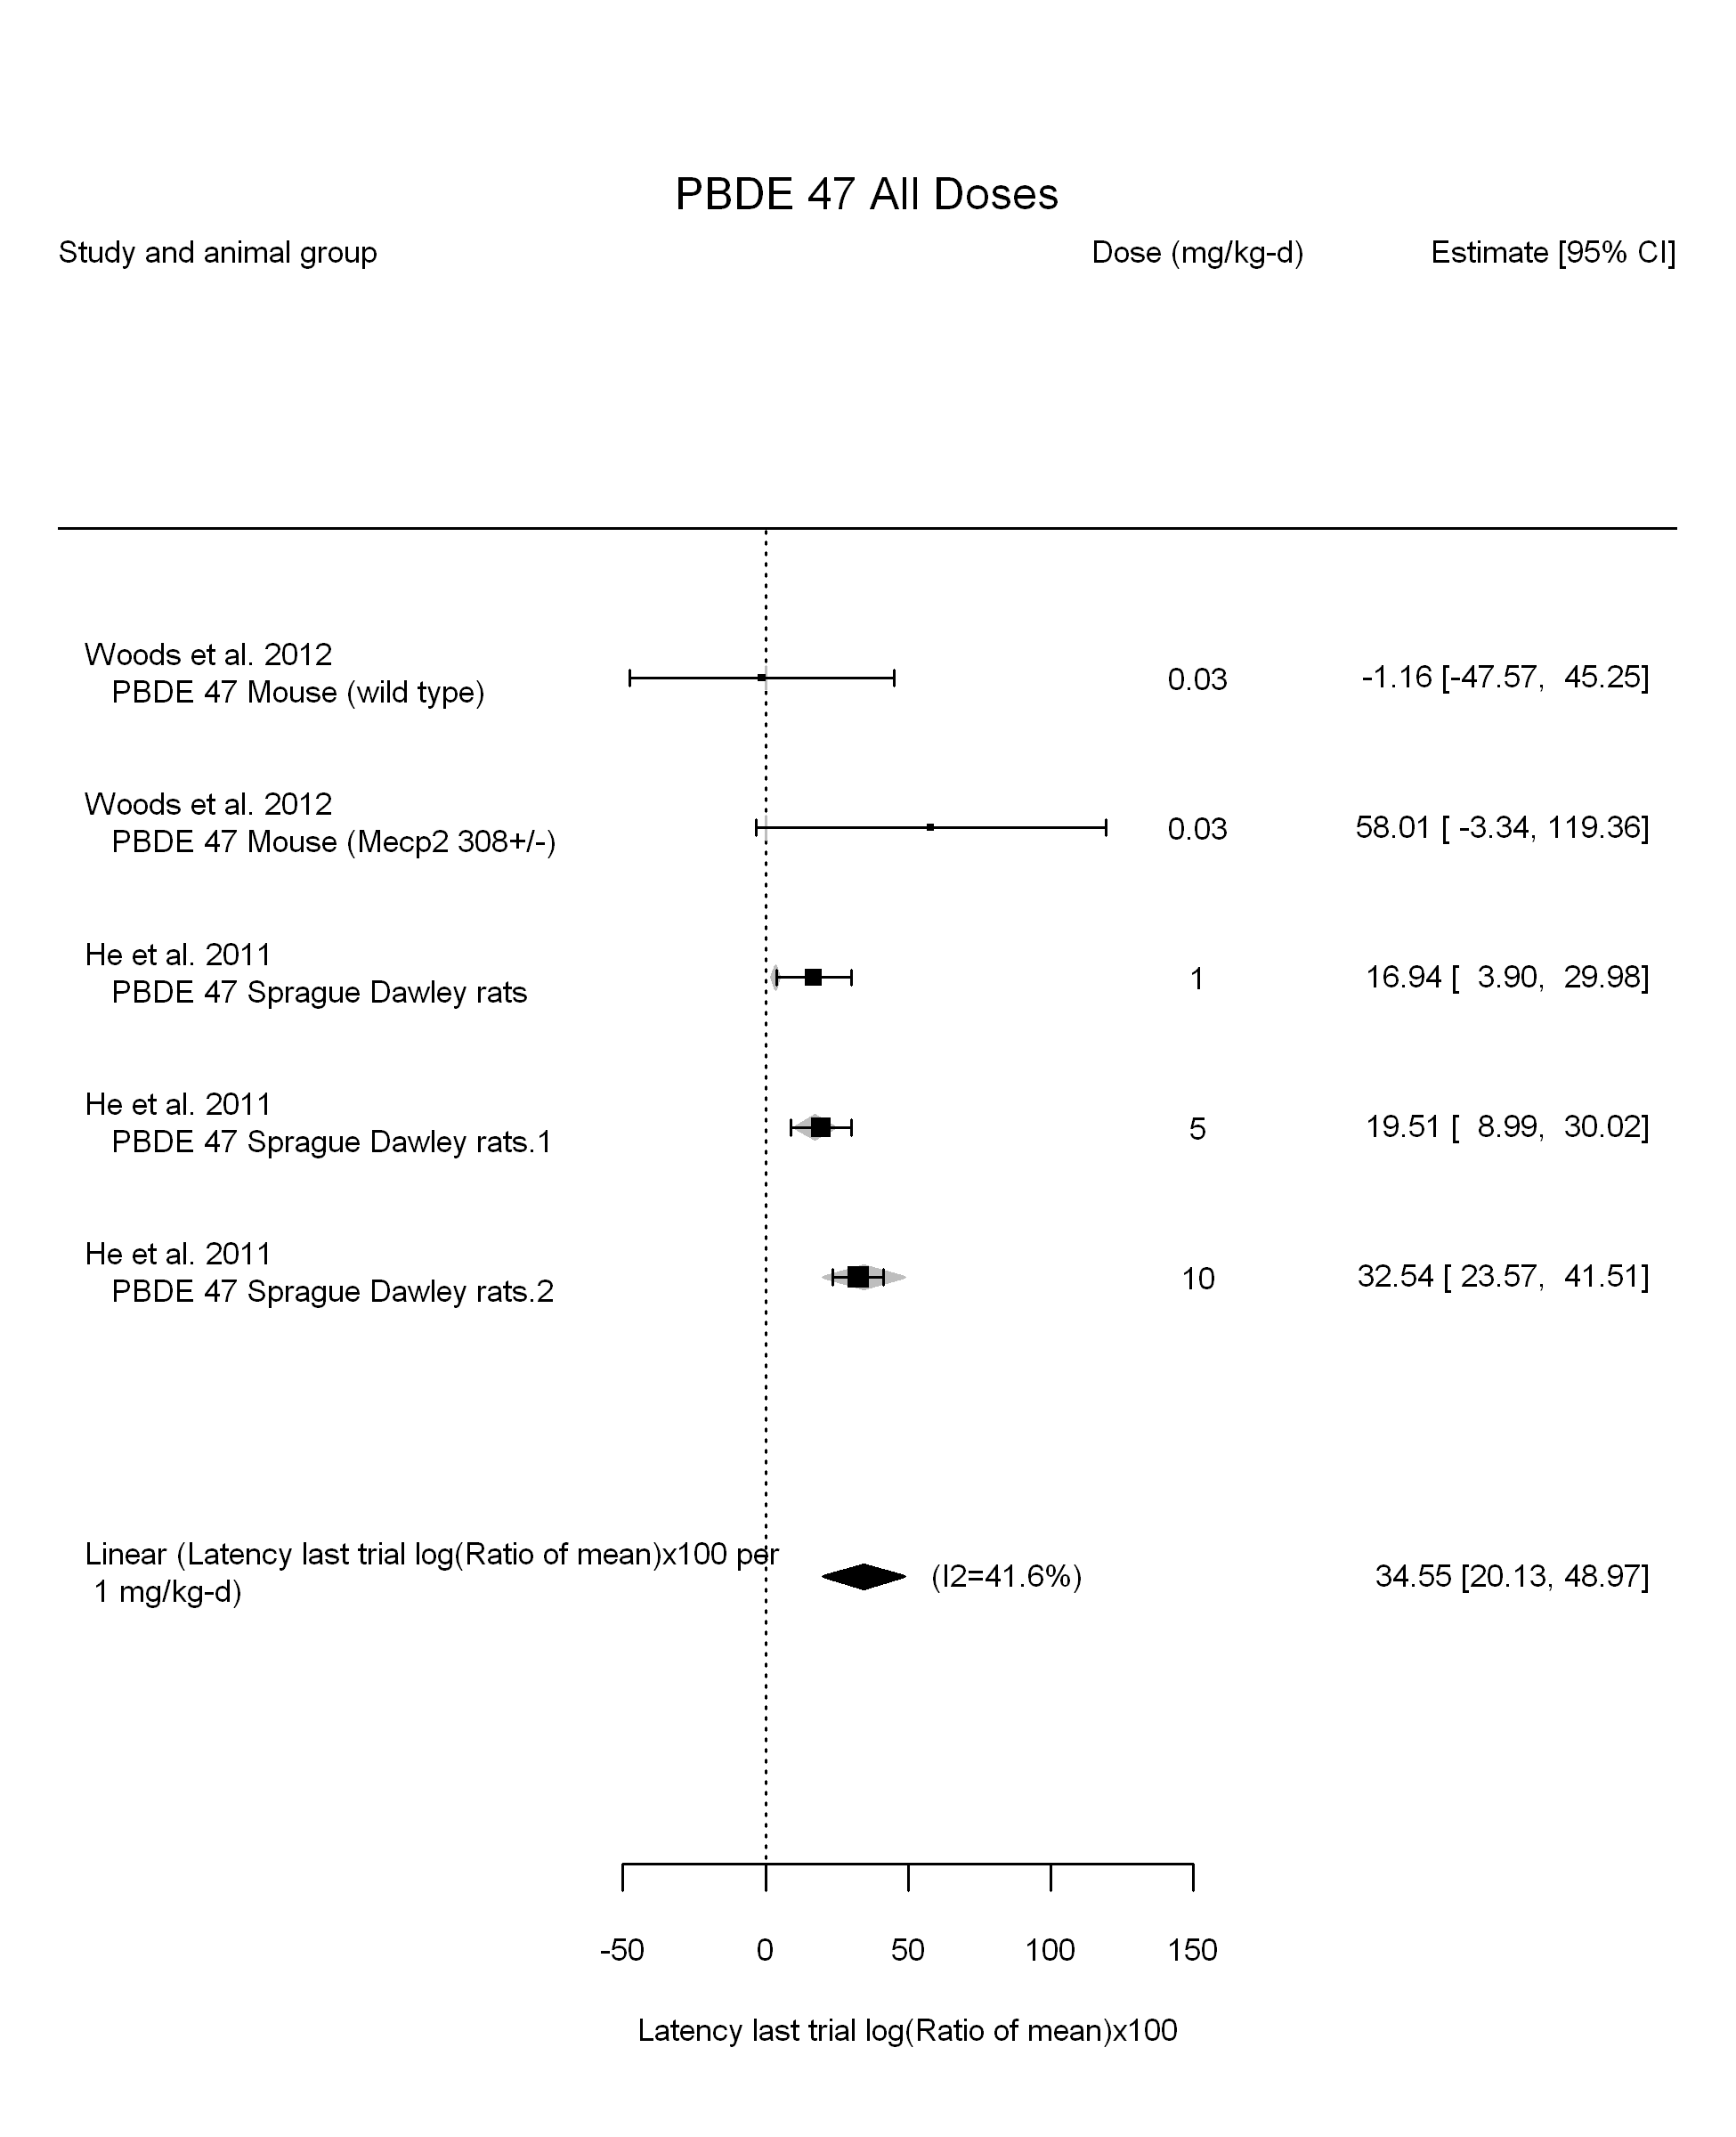 PBDE 47 All Doses
Study and animal group Dose (mg/kg-d) Estimate [95% CI]
Woods et al. 2012
PBDE 47 Mouse (wild type) 0.03 -1.16 [-47.57, 45.25]
Woods et al. 2012
PBDE 47 Mouse (Mecp2 308+/-) 0.03 58.01 [ -3.34, 119.36]
He et al. 2011
PBDE 47 Sprague Dawley rats 1 16.94 [ 3.90, 29.98]
He et al. 2011
PBDE 47 Sprague Dawley rats.1 5 19.51 [ 8.99, 30.02]
He et al. 2011
PBDE 47 Sprague Dawley rats.2 10 32.54 [ 23.57, 41.51]
Linear (Latency last trial log(Ratio of mean)x100 per
1 mg/kg-d) (I2=41.6%) 34.55 [20.13, 48.97]
-50 0 50 100 150
Latency last trial log(Ratio of mean)x100